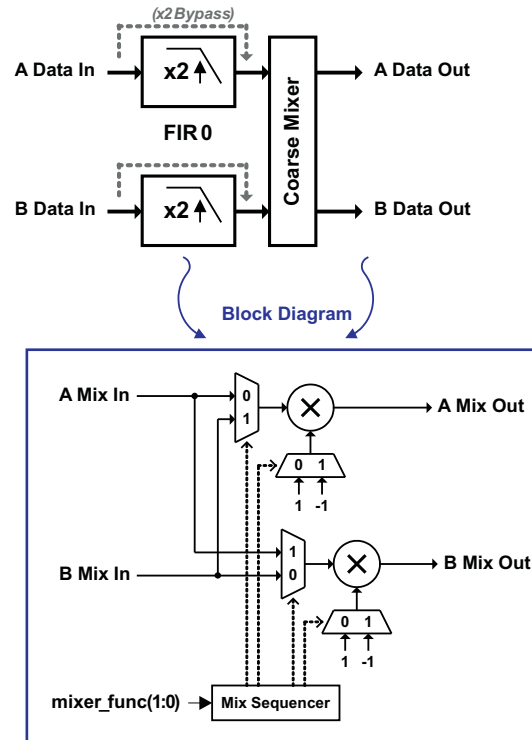 (x2 Bypass)
A Data In
x2
A Data Out
FIR 0
Coarse Mixer
B Data In
x2
B Data Out
Block Diagram
A Mix In
0
1
A Mix Out
0 1
1 -1
B Mix In
1
0
B Mix Out
0 1
1 -1
mixer_func(1:0)
Mix Sequencer